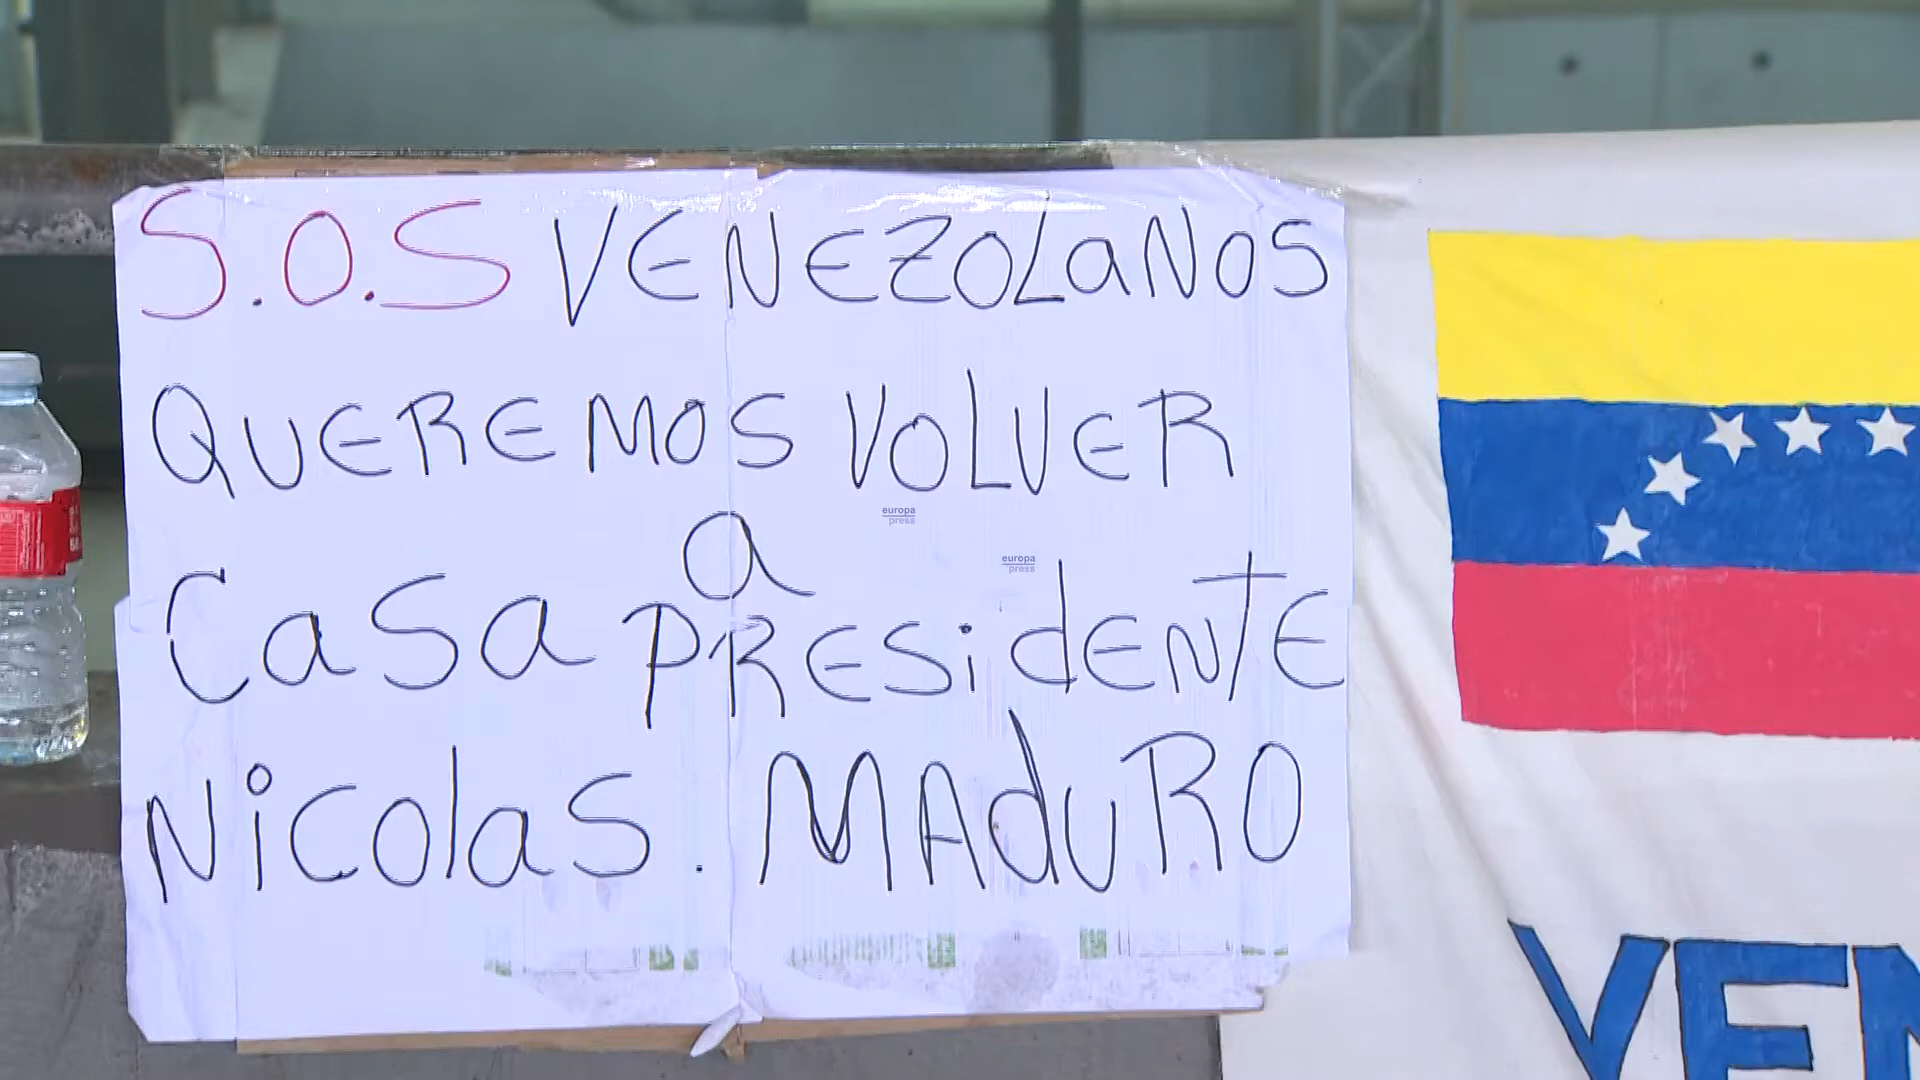 S.O.S VENEZOLaNOS
QUEREMOS VOLVER
a
CaSa PRESidENTE
NiColaS. MAduRO
europa press
europa press
VEN